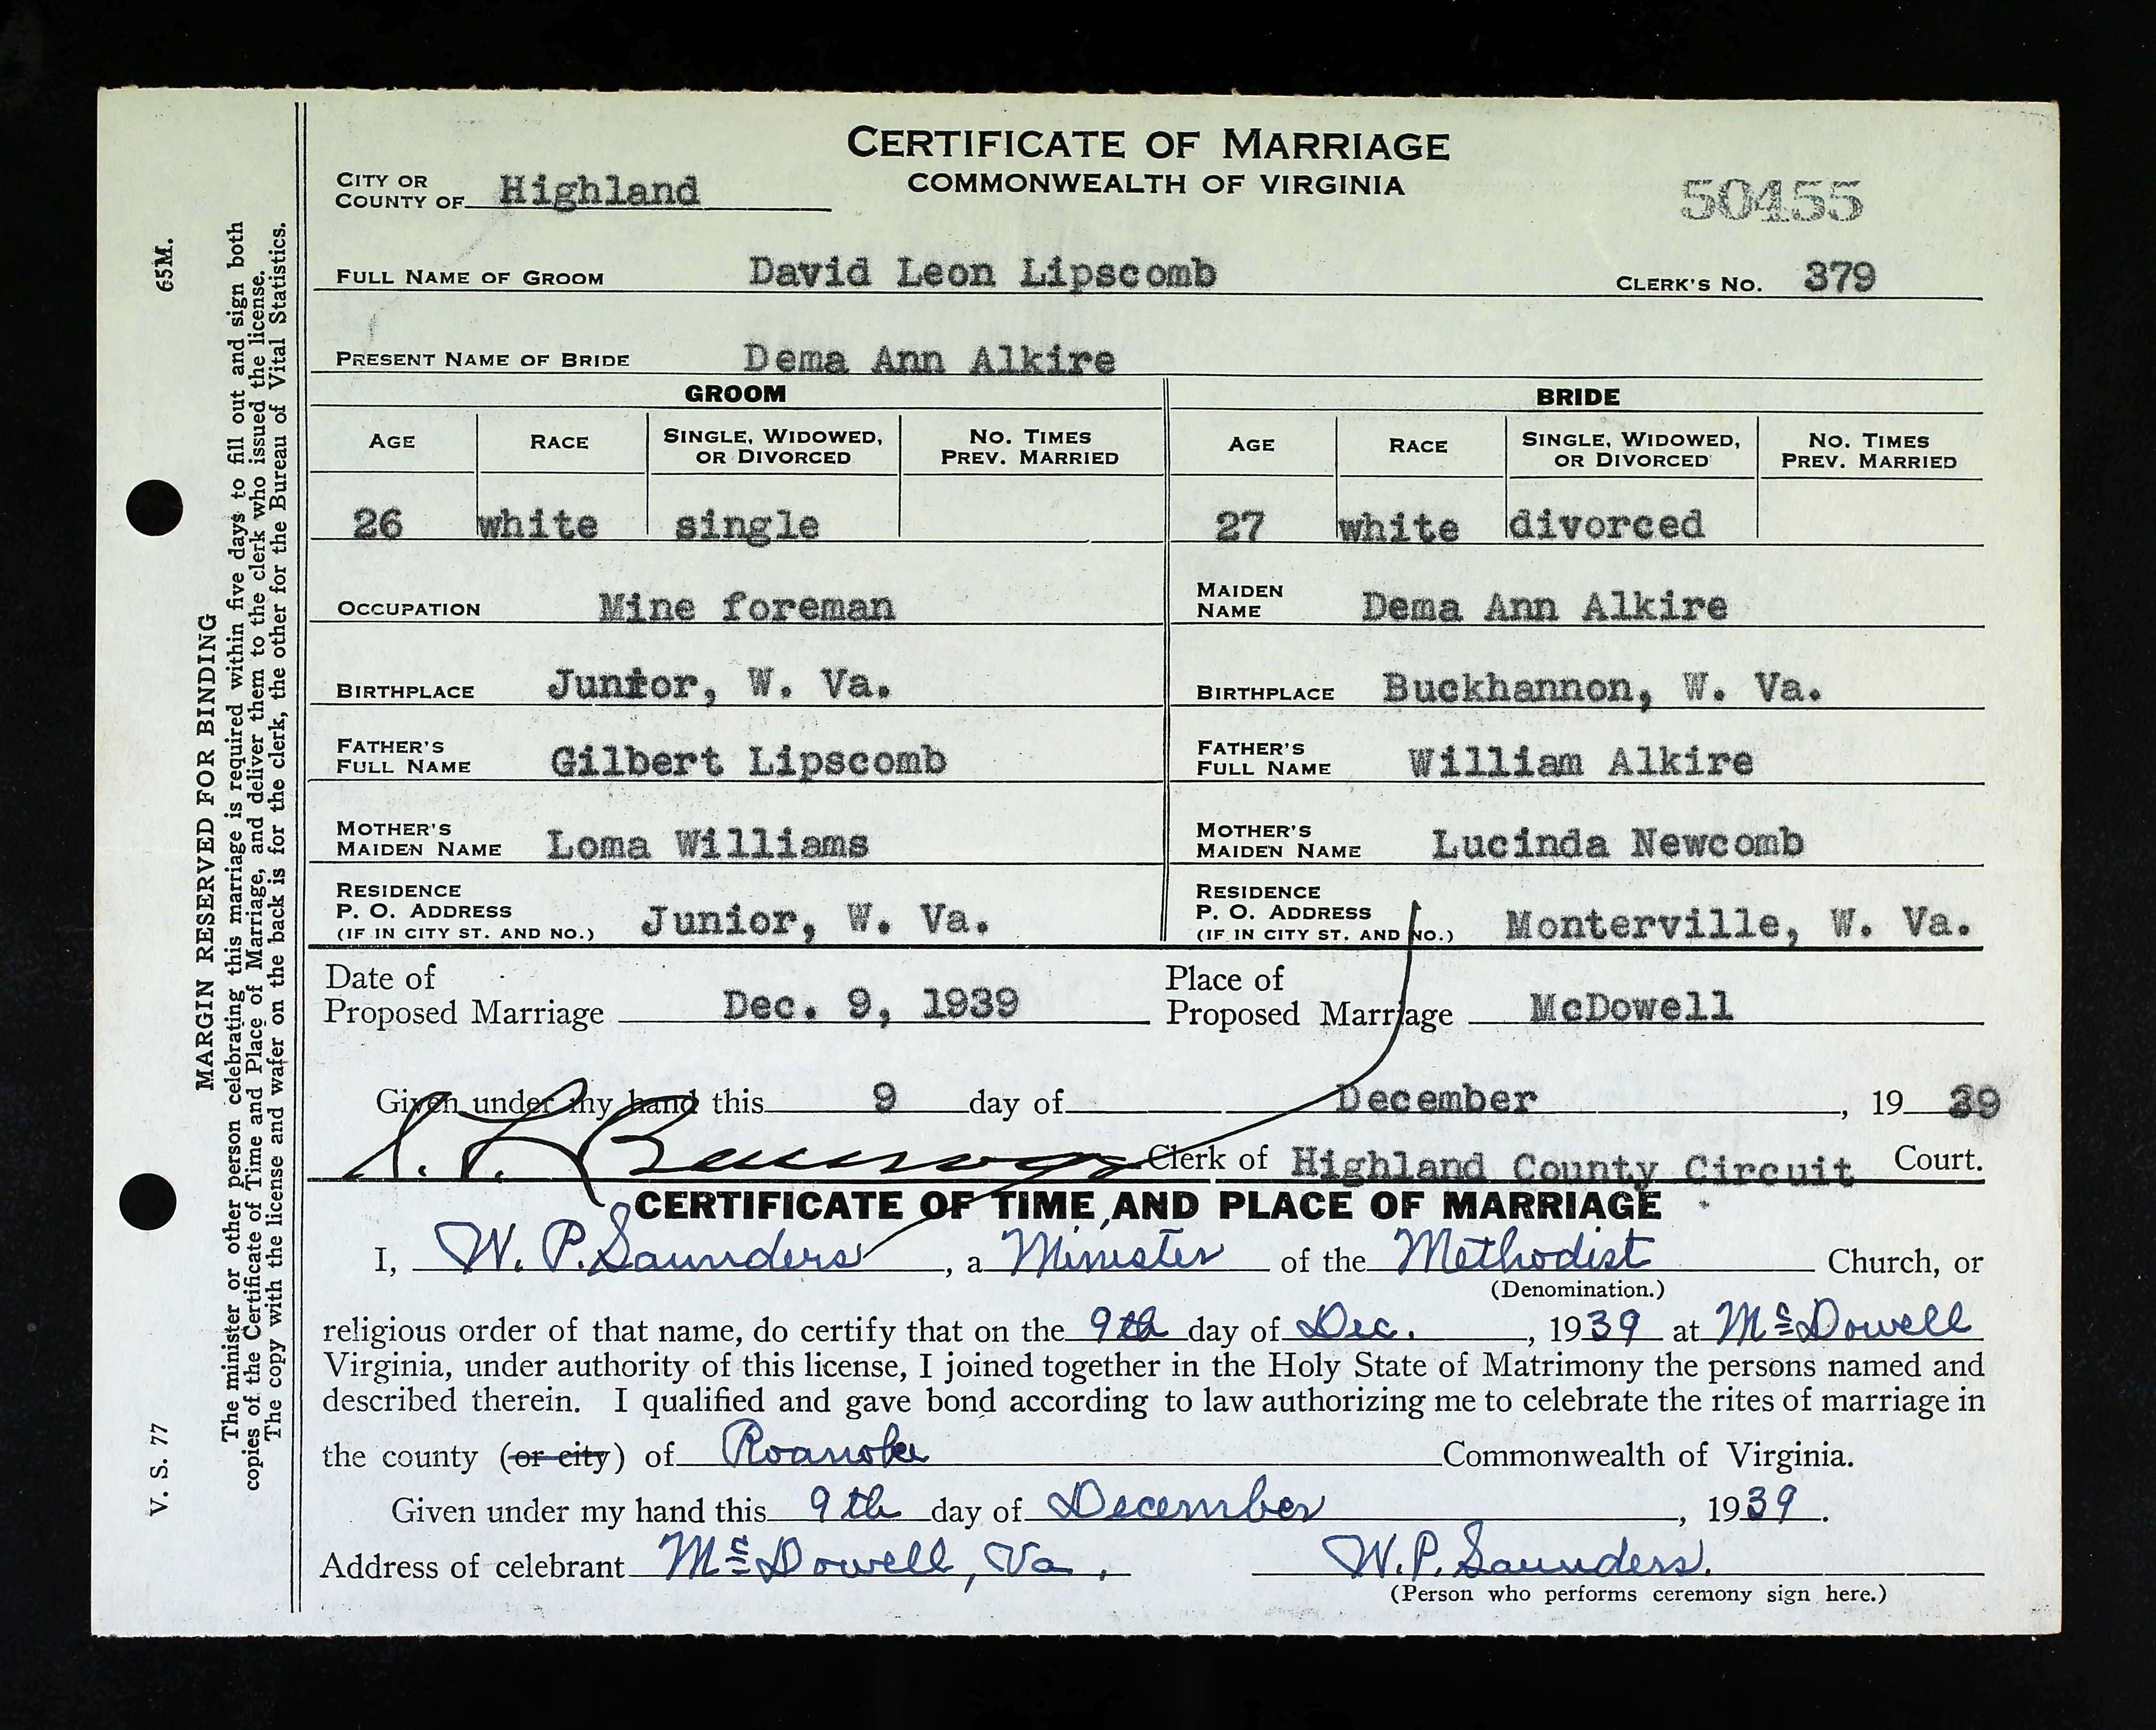 CERTIFICATE OF MARRIAGE
COMMONWEALTH OF VIRGINIA
CITY OR
COUNTY OF Highland
50455
FULL NAME OF GROOM David Leon Lipscomb CLERK'S NO. 379
PRESENT NAME OF BRIDE Dema Ann Alkire
GROOM BRIDE
AGE RACE SINGLE, WIDOWED, OR DIVORCED NO. TIMES PREV. MARRIED AGE RACE SINGLE, WIDOWED, OR DIVORCED NO. TIMES PREV. MARRIED
26 white single 27 white divorced
OCCUPATION Mine foreman MAIDEN NAME Dema Ann Alkire
BIRTHPLACE Junior, W. Va. BIRTHPLACE Buckhannon, W. Va.
FATHER'S FULL NAME Gilbert Lipscomb FATHER'S FULL NAME William Alkire
MOTHER'S MAIDEN NAME Loma Williams MOTHER'S MAIDEN NAME Lucinda Newcomb
RESIDENCE P. O. ADDRESS (IF IN CITY ST. AND NO.) Junior, W. Va. RESIDENCE P. O. ADDRESS (IF IN CITY ST. AND NO.) Monterville, W. Va.
Date of Proposed Marriage Dec. 9, 1939 Place of Proposed Marriage McDowell
Given under my hand this 9 day of December, 1939
Clerk of Highland County Circuit Court.
CERTIFICATE OF TIME AND PLACE OF MARRIAGE
I, W. P. Saunders, a Minister of the Methodist Church, or
(Denomination.)
religious order of that name, do certify that on the 9th day of Dec., 1939 at McDowell
Virginia, under authority of this license, I joined together in the Holy State of Matrimony the persons named and
described therein. I qualified and gave bond according to law authorizing me to celebrate the rites of marriage in
the county (or city) of Roanoke Commonwealth of Virginia.
Given under my hand this 9th day of December, 1939.
Address of celebrant McDowell, Va. W. P. Saunders.
(Person who performs ceremony sign here.)
V. S. 77 65M.
MARGIN RESERVED FOR BINDING
The minister or other person celebrating this marriage is required within five days to fill out and sign both
copies of the Certificate of Time and Place of Marriage, and deliver them to the clerk who issued the license.
The copy with the license and wafer on the back is for the clerk, the other for the Bureau of Vital Statistics.